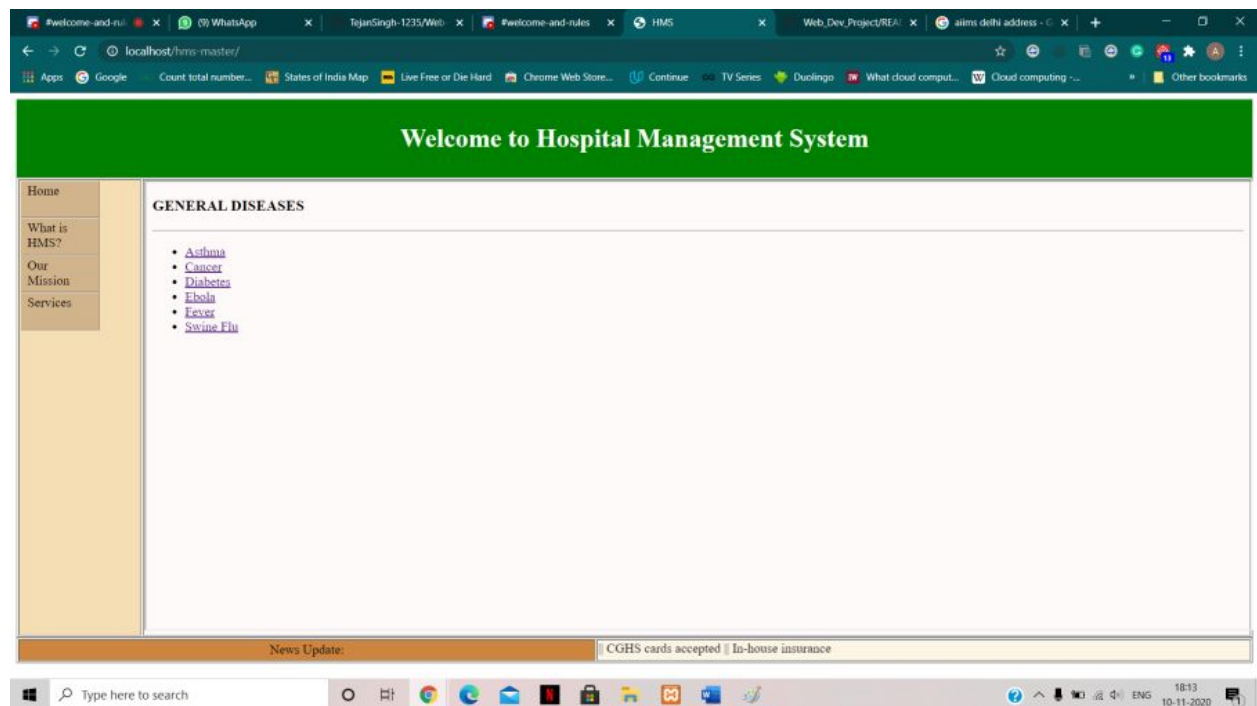 #welcome-and-rul
(9) WhatsApp
TejanSingh-1235/Web
#welcome-and-rules
HMS
Web_Dev_Project/REA
aiims delhi address - G
localhost/hms-master/
Apps
Google
Count total number...
States of India Map
Live Free or Die Hard
Chrome Web Store...
Continue
TV Series
Duolingo
What cloud comput...
Cloud computing -...
»
Other bookmarks
Welcome to Hospital Management System
Home
What is
HMS?
Our
Mission
Services
GENERAL DISEASES
Asthma
Cancer
Diabetes
Ebola
Fever
Swine Flu
News Update:
|| CGHS cards accepted || In-house insurance
Type here to search
ENG
18:13
10-11-2020